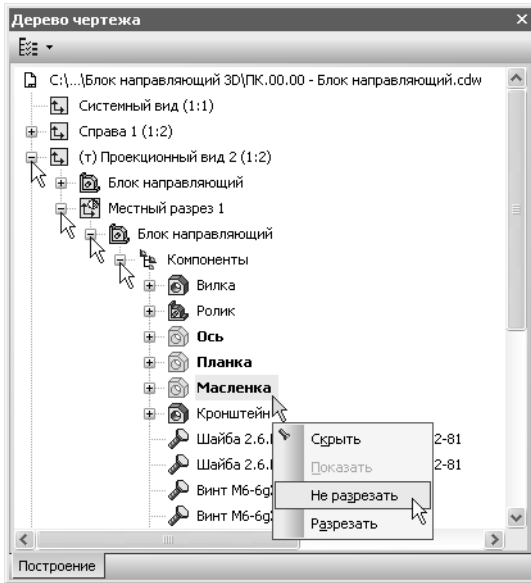 Дерево чертежа
C:\...\Блок направляющий 3D\ПК.00.00 - Блок направляющий.cdw
Системный вид (1:1)
Справа 1 (1:2)
(т) Проекционный вид 2 (1:2)
Блок направляющий
Местный разрез 1
Блок направляющий
Компоненты
Вилка
Ролик
Ось
Планка
Масленка
Кронштейн
Шайба 2.6. 2-81
Шайба 2.6. 2-81
Винт М6-6g
Винт М6-6g
Скрыть
Показать
Не разрезать
Разрезать
Построение